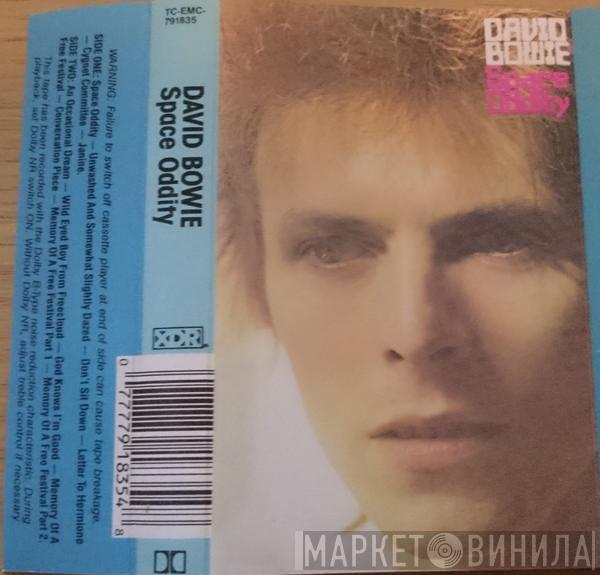 TC-EMC-
791835
DAVID BOWIE
Space Oddity
WARNING: Failure to switch off cassette player at end of side can cause tape breakage.
SIDE ONE: Space Oddity — Unwashed And Somewhat Slightly Dazed — Don't Sit Down — Letter To Hermione
— Cygnet Committee — Janine.
SIDE TWO: An Occasional Dream — Wild Eyed Boy From Freecloud — God Knows I'm Good — Memory Of A
Free Festival — Conversation Piece — Memory Of A Free Festival Part 1 — Memory Of A Free Festival Part 2.
This tape has been recorded with the Dolby B-Type noise reduction characteristic. During
playback, set Dolby NR switch ON. Without Dolby NR, adjust treble control if necessary.
XDR
0 77779 18354 8
DAVID
BOWIE
Space
Oddity
МАРКЕТ ВИНИЛА